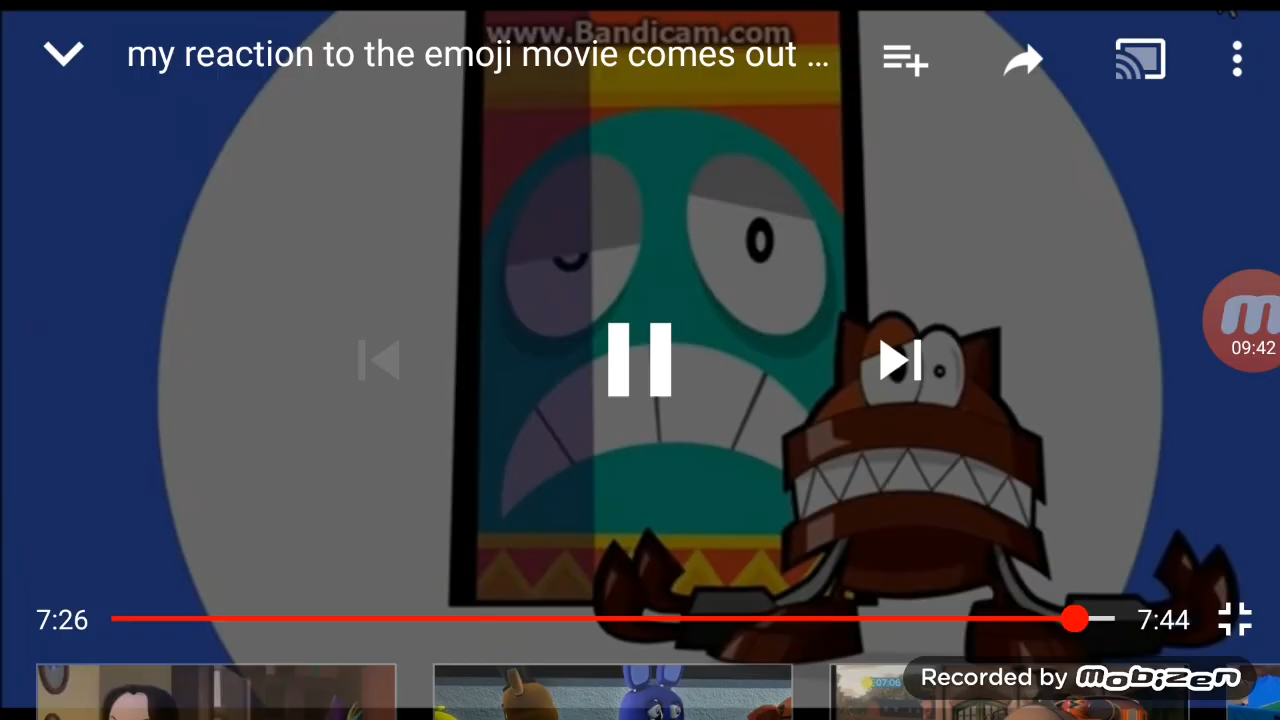 www.Bandicam.com
my reaction to the emoji movie comes out ...
09:42
7:26
7:44
07:06
Recorded by mobizen